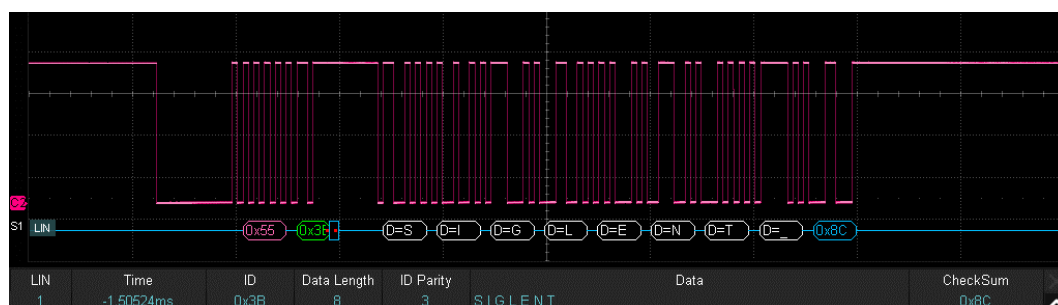 C2
S1 LIN 0x55 0x3B D=S D=I D=G D=L D=E D=N D=T D=_ 0x8C
LIN Time ID Data Length ID Parity Data CheckSum
1 -1.50524ms 0x3B 8 3 S I G L E N T 0x8C